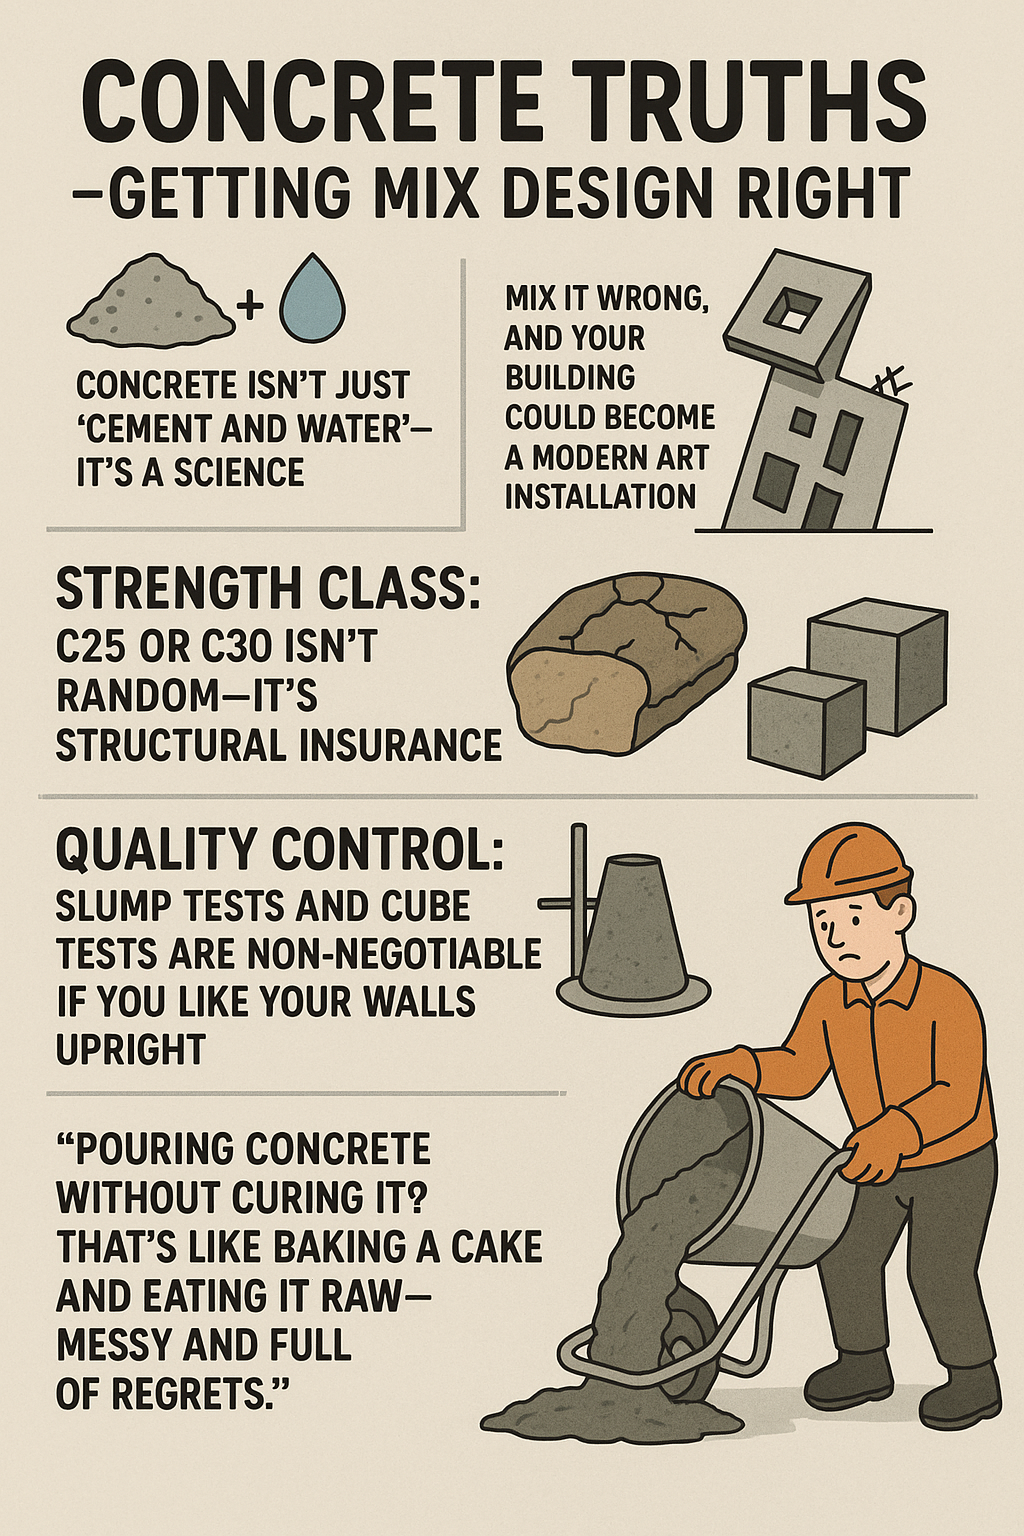 CONCRETE TRUTHS
–GETTING MIX DESIGN RIGHT
CONCRETE ISN'T JUST
‘CEMENT AND WATER’–
IT'S A SCIENCE
MIX IT WRONG,
AND YOUR
BUILDING
COULD BECOME
A MODERN ART
INSTALLATION
STRENGTH CLASS:
C25 OR C30 ISN'T
RANDOM—IT'S
STRUCTURAL INSURANCE
QUALITY CONTROL:
SLUMP TESTS AND CUBE
TESTS ARE NON-NEGOTIABLE
IF YOU LIKE YOUR WALLS
UPRIGHT
“POURING CONCRETE
WITHOUT CURING IT?
THAT'S LIKE BAKING A CAKE
AND EATING IT RAW—
MESSY AND FULL
OF REGRETS.”